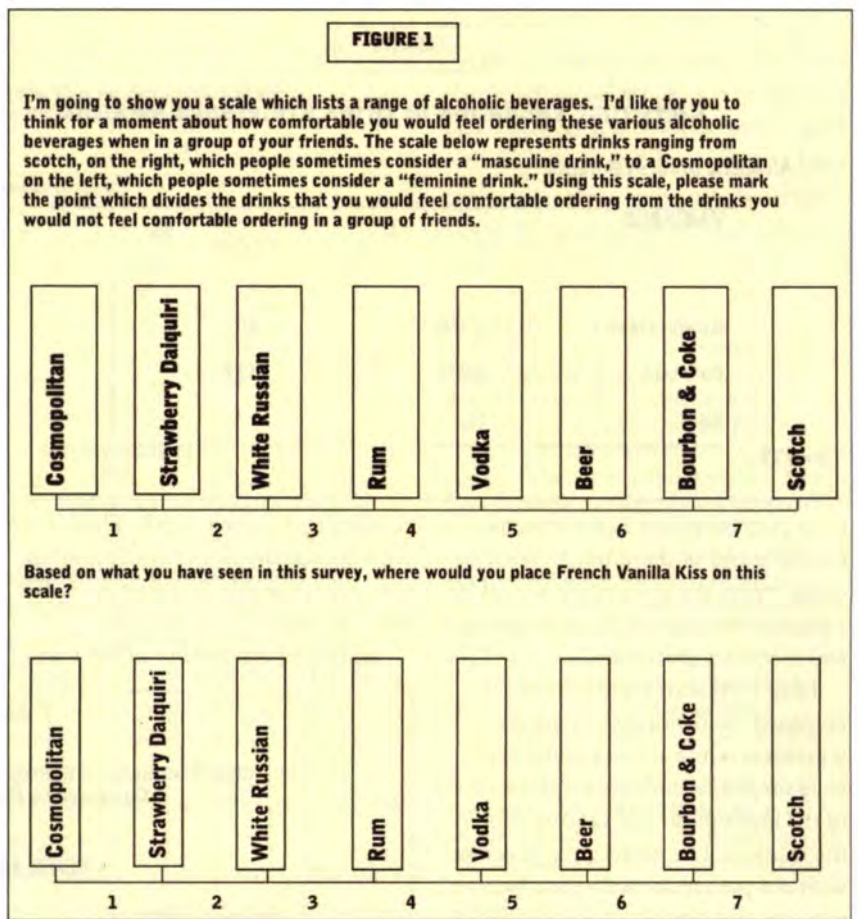 FIGURE 1
I'm going to show you a scale which lists a range of alcoholic beverages. I'd like for you to
think for a moment about how comfortable you would feel ordering these various alcoholic
beverages when in a group of your friends. The scale below represents drinks ranging from
scotch, on the right, which people sometimes consider a “masculine drink,” to a Cosmopolitan
on the left, which people sometimes consider a “feminine drink.” Using this scale, please mark
the point which divides the drinks that you would feel comfortable ordering from the drinks you
would not feel comfortable ordering in a group of friends.
Cosmopolitan
Strawberry Daiquiri
White Russian
Rum
Vodka
Beer
Bourbon & Coke
Scotch
1 2 3 4 5 6 7
Based on what you have seen in this survey, where would you place French Vanilla Kiss on this
scale?
Cosmopolitan
Strawberry Daiquiri
White Russian
Rum
Vodka
Beer
Bourbon & Coke
Scotch
1 2 3 4 5 6 7